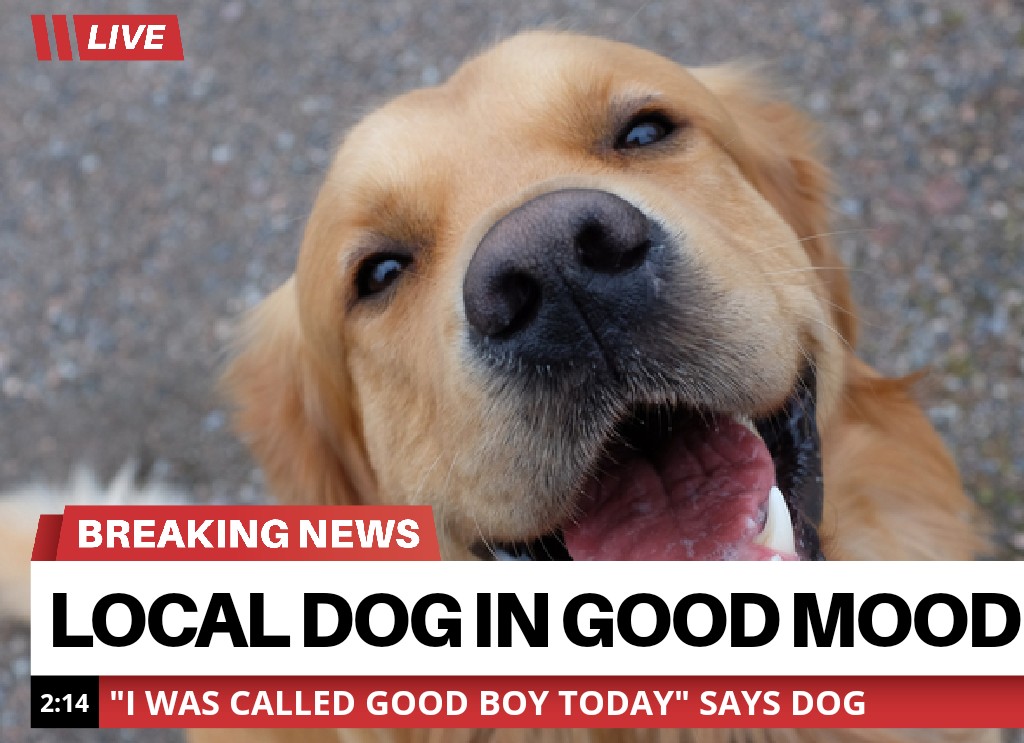 LIVE
BREAKING NEWS
LOCAL DOG IN GOOD MOOD
2:14 "I WAS CALLED GOOD BOY TODAY" SAYS DOG